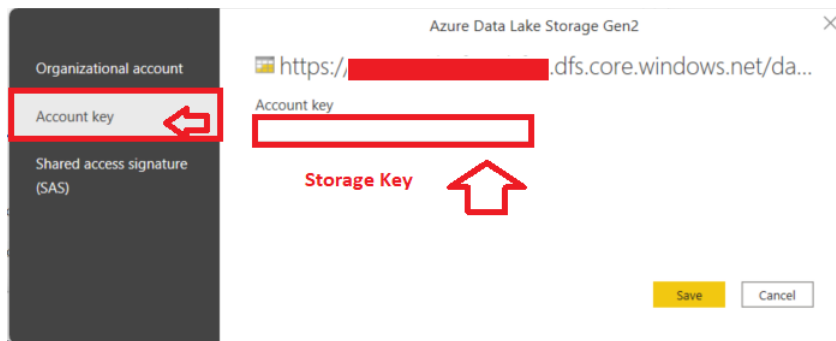 Azure Data Lake Storage Gen2
Organizational account
https:/
.dfs.core.windows.net/da...
Account key
Account key
Shared access signature
(SAS)
Storage Key
Save
Cancel